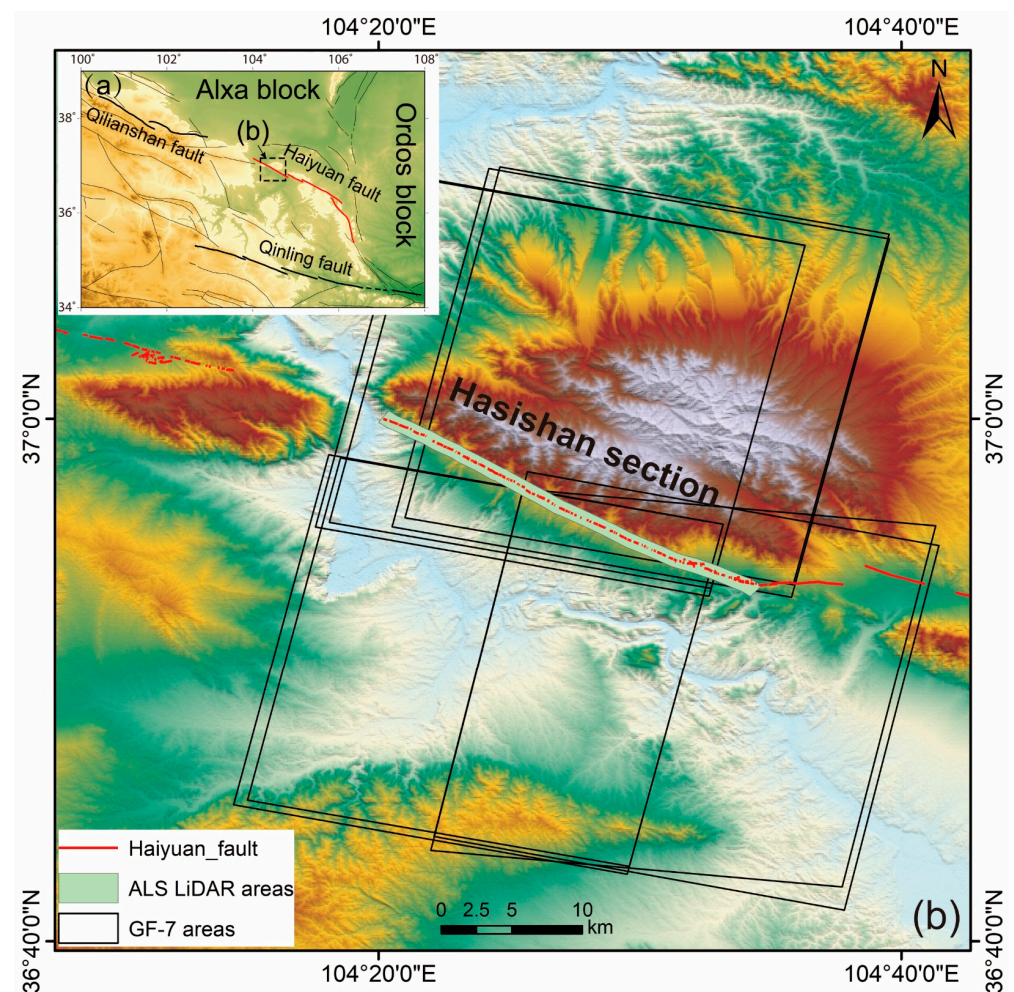 104°20'0"E 104°40'0"E
100° 102° 104° 106° 108°
(a) Alxa block
N
38°
Qilianshan fault
(b)
Haiyuan fault
Ordos block
36°
Qinling fault
34°
37°0'0"N
37°0'0"N
Hasishan section
Haiyuan_fault
ALS LiDAR areas
GF-7 areas
0 2.5 5 10
km
(b)
36°40'0"N
36°40'0"N
104°20'0"E 104°40'0"E